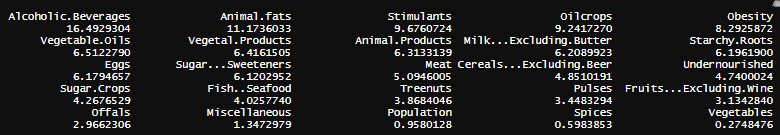 Alcoholic.Beverages Animal.fats Stimulants Oilcrops Obesity
16.4929304 11.1736033 9.6760724 9.2417270 8.2925872
Vegetable.Oils Vegetal.Products Animal.Products Milk...Excluding.Butter Starchy.Roots
6.5122790 6.4161505 6.3133139 6.2089923 6.1961900
Eggs Sugar...Sweeteners Meat Cereals...Excluding.Beer Undernourished
6.1794657 6.1202952 5.0946005 4.8510191 4.7400024
Sugar.Crops Fish..Seafood Treenuts Pulses Fruits...Excluding.Wine
4.2676529 4.0257740 3.8684046 3.4483294 3.1342840
Offals Miscellaneous Population Spices Vegetables
2.9662306 1.3472979 0.9580128 0.5983853 0.2748476